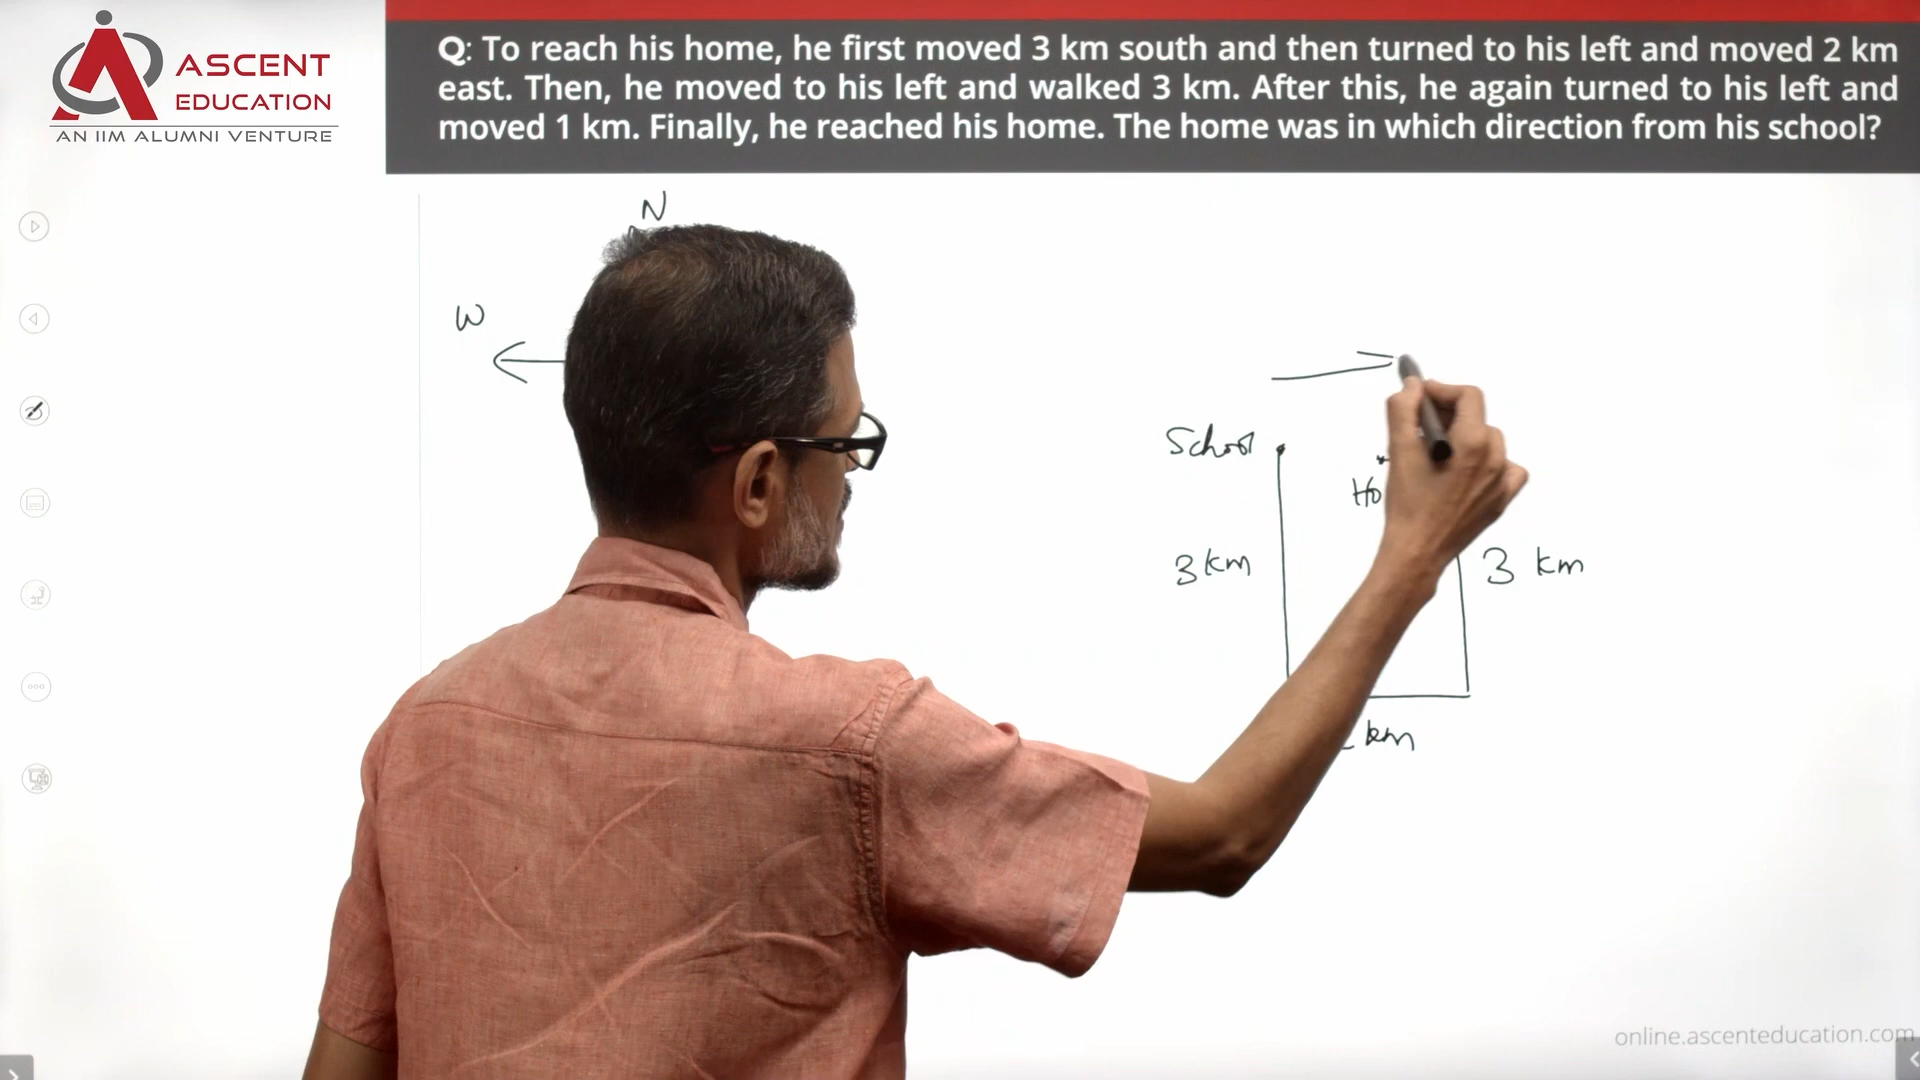 ASCENT
EDUCATION
AN IIM ALUMNI VENTURE
Q: To reach his home, he first moved 3 km south and then turned to his left and moved 2 km
east. Then, he moved to his left and walked 3 km. After this, he again turned to his left and
moved 1 km. Finally, he reached his home. The home was in which direction from his school?
N
W
School
Ho
3 km
3 km
km
online.ascenteducation.com